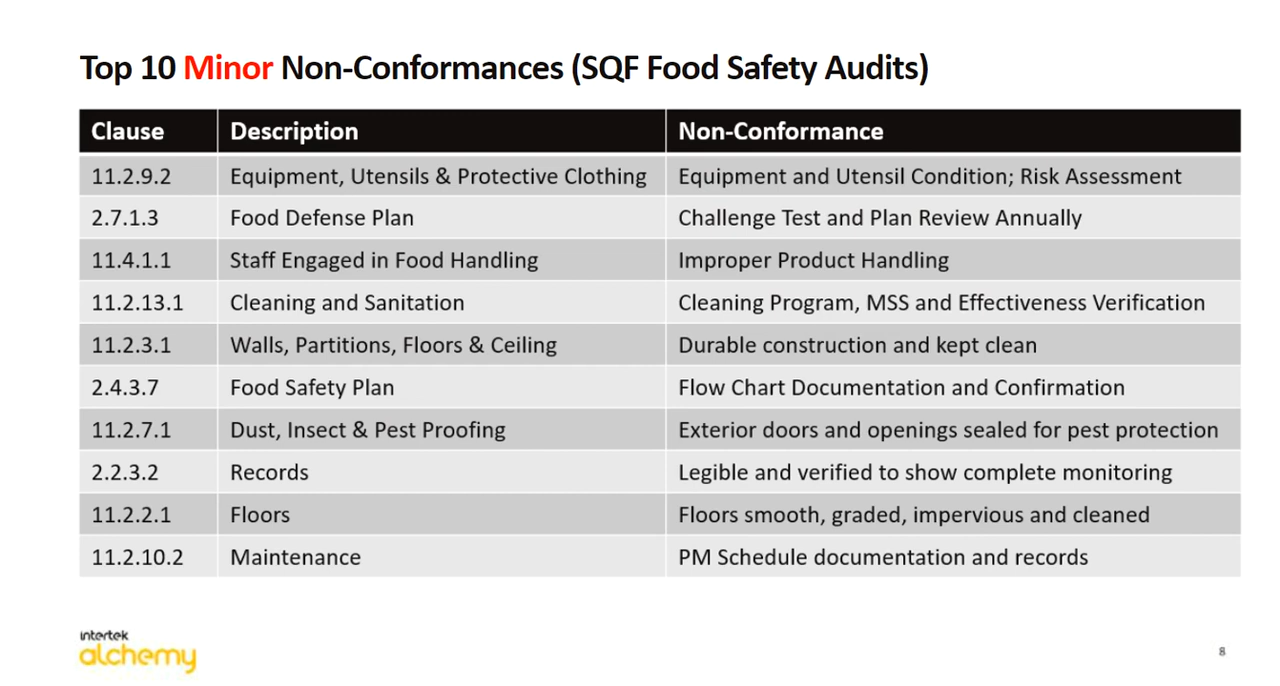 Top 10 Minor Non-Conformances (SQF Food Safety Audits)
Clause Description Non-Conformance
11.2.9.2 Equipment, Utensils & Protective Clothing Equipment and Utensil Condition; Risk Assessment
2.7.1.3 Food Defense Plan Challenge Test and Plan Review Annually
11.4.1.1 Staff Engaged in Food Handling Improper Product Handling
11.2.13.1 Cleaning and Sanitation Cleaning Program, MSS and Effectiveness Verification
11.2.3.1 Walls, Partitions, Floors & Ceiling Durable construction and kept clean
2.4.3.7 Food Safety Plan Flow Chart Documentation and Confirmation
11.2.7.1 Dust, Insect & Pest Proofing Exterior doors and openings sealed for pest protection
2.2.3.2 Records Legible and verified to show complete monitoring
11.2.2.1 Floors Floors smooth, graded, impervious and cleaned
11.2.10.2 Maintenance PM Schedule documentation and records
intertek
alchemy
8